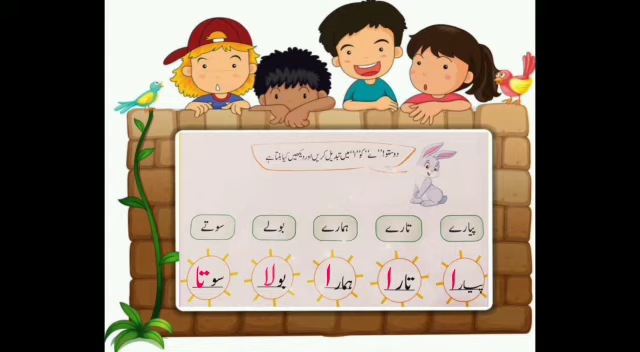 دوستو! "ے" کو "ا" میں تبدیل کریں اور دیکھیں کیا بنتا ہے
پیارے تارے ہمارے بولے سوتے
پیارا تارا ہمارا بولا سوتا